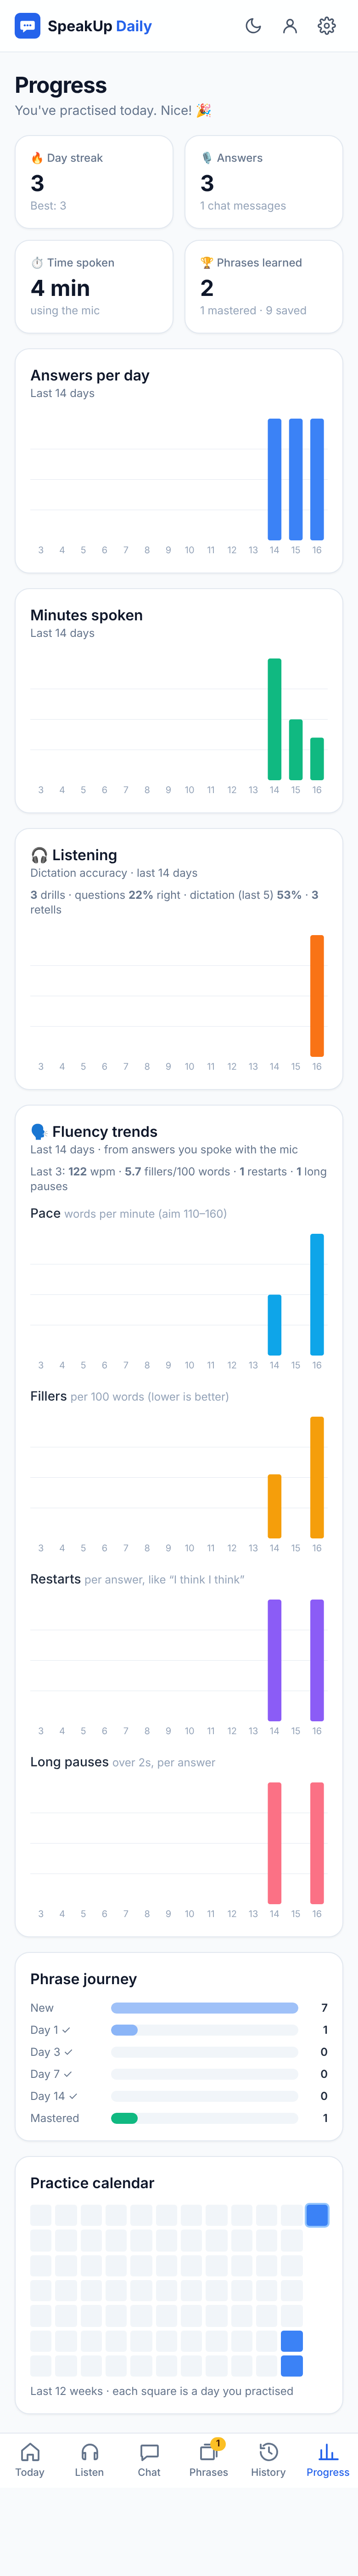 SpeakUp Daily
Progress
You've practised today. Nice! 🎉
🔥 Day streak
3
Best: 3
🎙️ Answers
3
1 chat messages
⏱️ Time spoken
4 min
using the mic
🏆 Phrases learned
2
1 mastered · 9 saved
Answers per day
Last 14 days
3 4 5 6 7 8 9 10 11 12 13 14 15 16
Minutes spoken
Last 14 days
3 4 5 6 7 8 9 10 11 12 13 14 15 16
🎧 Listening
Dictation accuracy · last 14 days
3 drills · questions 22% right · dictation (last 5) 53% · 3
retells
3 4 5 6 7 8 9 10 11 12 13 14 15 16
🗣️ Fluency trends
Last 14 days · from answers you spoke with the mic
Last 3: 122 wpm · 5.7 fillers/100 words · 1 restarts · 1 long
pauses
Pace words per minute (aim 110–160)
3 4 5 6 7 8 9 10 11 12 13 14 15 16
Fillers per 100 words (lower is better)
3 4 5 6 7 8 9 10 11 12 13 14 15 16
Restarts per answer, like “I think I think”
3 4 5 6 7 8 9 10 11 12 13 14 15 16
Long pauses over 2s, per answer
3 4 5 6 7 8 9 10 11 12 13 14 15 16
Phrase journey
New 7
Day 1 ✓ 1
Day 3 ✓ 0
Day 7 ✓ 0
Day 14 ✓ 0
Mastered 1
Practice calendar
Last 12 weeks · each square is a day you practised
1
Today Listen Chat Phrases History Progress